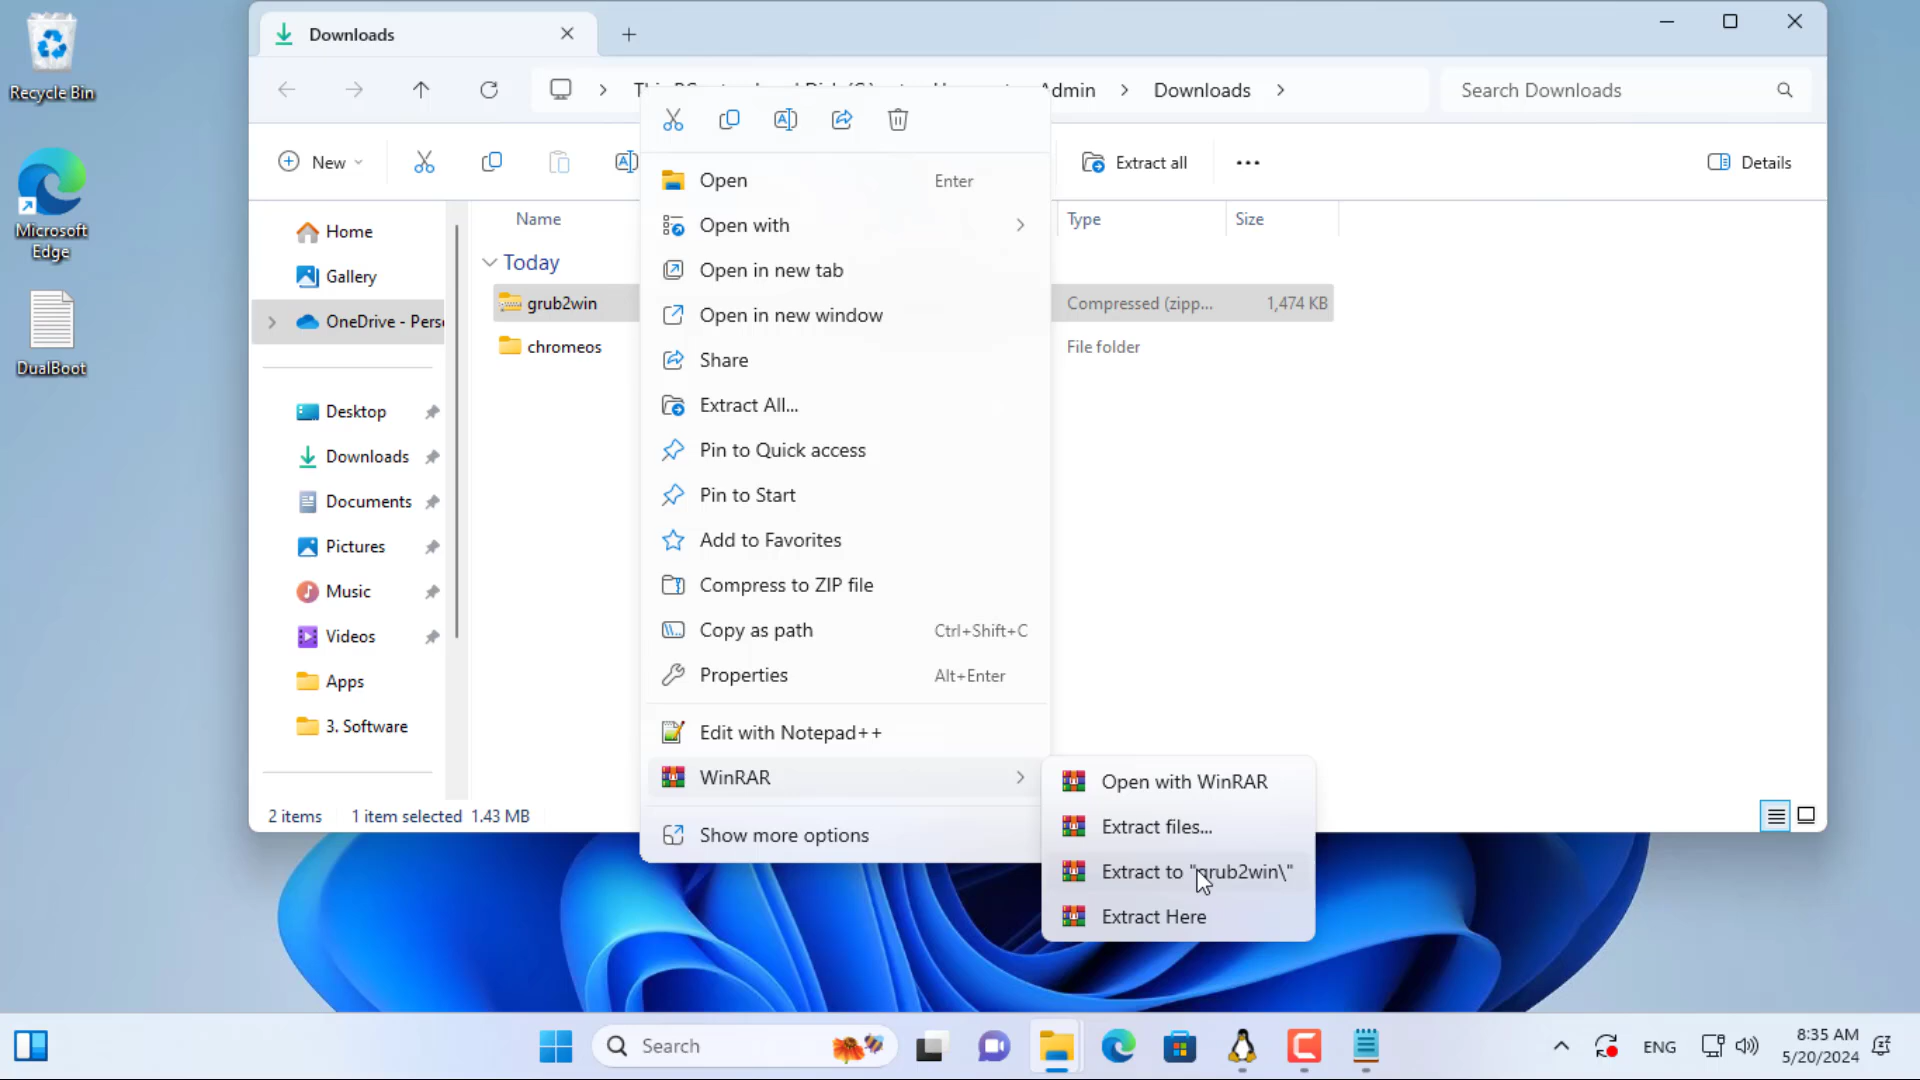 Recycle Bin
Microsoft
Edge
DualBoot
Downloads
Admin
Downloads
Search Downloads
New
Extract all
Details
Home
Gallery
OneDrive - Pers
Desktop
Downloads
Documents
Pictures
Music
Videos
Apps
3. Software
Name
Type
Size
Today
grub2win
Compressed (zipp...
1,474 KB
chromeos
File folder
Open
Enter
Open with
Open in new tab
Open in new window
Share
Extract All...
Pin to Quick access
Pin to Start
Add to Favorites
Compress to ZIP file
Copy as path
Ctrl+Shift+C
Properties
Alt+Enter
Edit with Notepad++
WinRAR
Show more options
Open with WinRAR
Extract files...
Extract to "grub2win\"
Extract Here
2 items
1 item selected
1.43 MB
Search
ENG
8:35 AM
5/20/2024